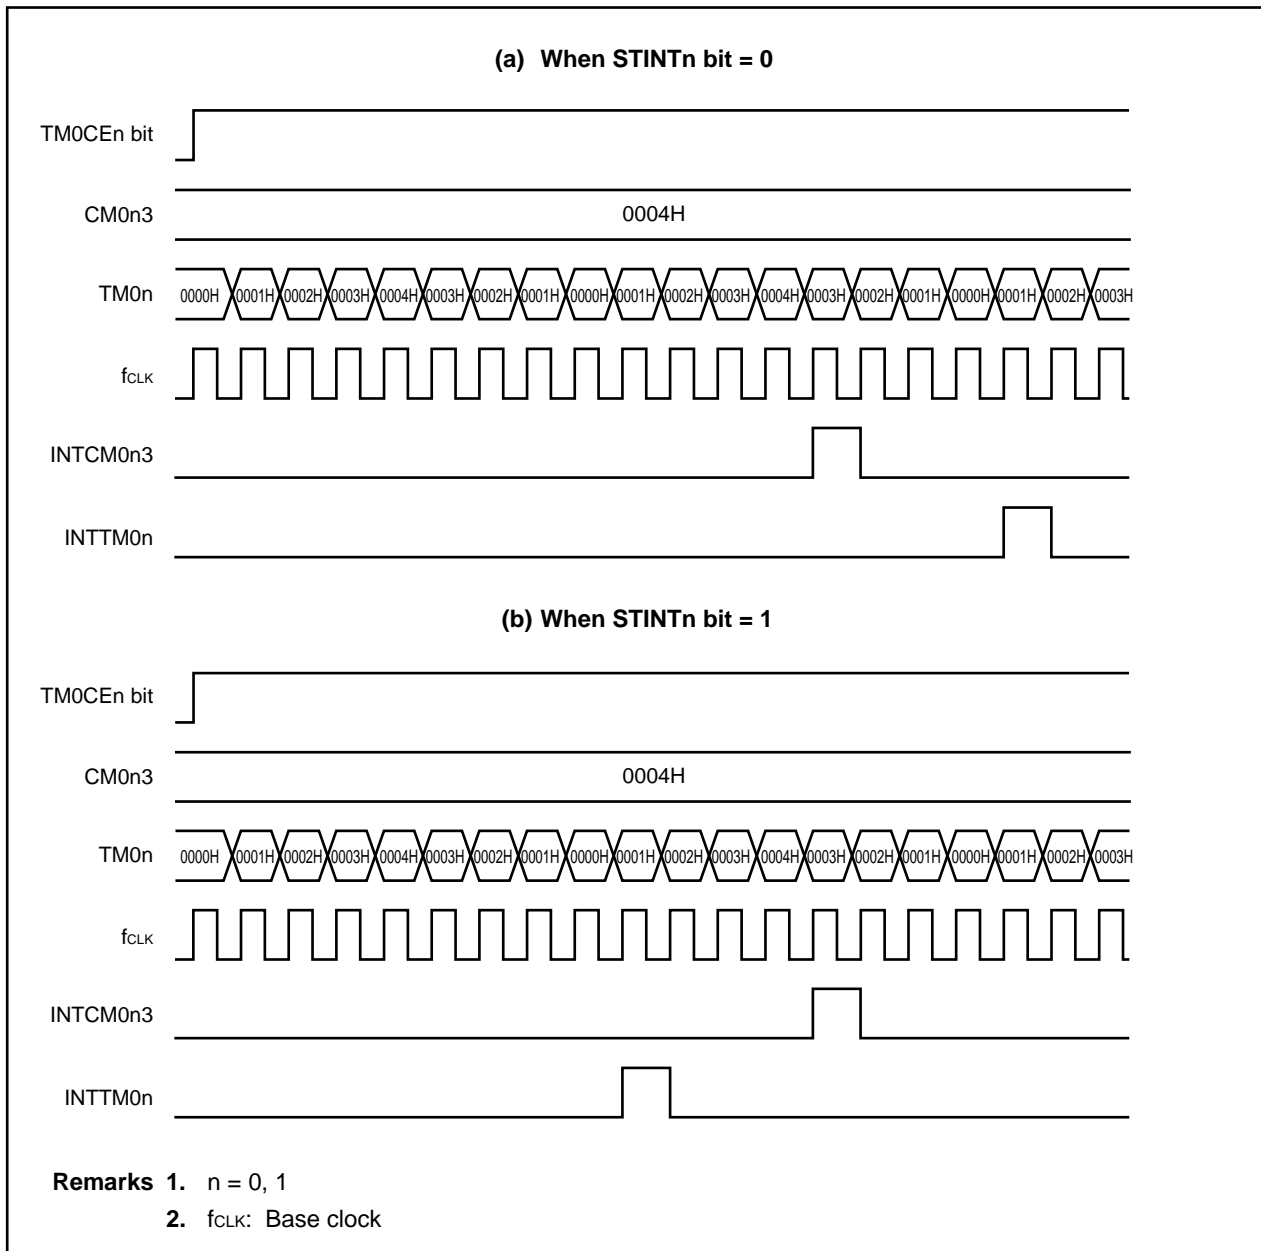 (a) When STINTn bit = 0
TM0CEn bit
CM0n3 0004H
TM0n 0000H 0001H 0002H 0003H 0004H 0003H 0002H 0001H 0000H 0001H 0002H 0003H 0004H 0003H 0002H 0001H 0000H 0001H 0002H 0003H
fCLK
INTCM0n3
INTTM0n
(b) When STINTn bit = 1
TM0CEn bit
CM0n3 0004H
TM0n 0000H 0001H 0002H 0003H 0004H 0003H 0002H 0001H 0000H 0001H 0002H 0003H 0004H 0003H 0002H 0001H 0000H 0001H 0002H 0003H
fCLK
INTCM0n3
INTTM0n
Remarks 1. n = 0, 1
2. fCLK: Base clock